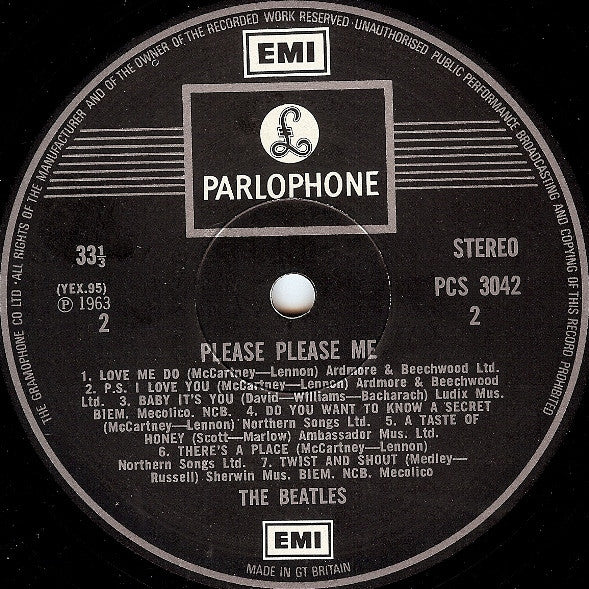 THE GRAMOPHONE CO LTD · ALL RIGHTS OF THE MANUFACTURER AND OF THE OWNER OF THE RECORDED WORK RESERVED · UNAUTHORISED PUBLIC PERFORMANCE BROADCASTING AND COPYING OF THIS RECORD PROHIBITED
EMI
£
PARLOPHONE
33⅓
STEREO
(YEX.95)
Ⓟ 1963
2
PCS 3042
2
PLEASE PLEASE ME
1. LOVE ME DO (McCartney—Lennon) Ardmore & Beechwood Ltd.
2. P.S. I LOVE YOU (McCartney—Lennon) Ardmore & Beechwood
Ltd. 3. BABY IT'S YOU (David—Williams—Bacharach) Ludix Mus.
BIEM. Mecolico. NCB. 4. DO YOU WANT TO KNOW A SECRET
(McCartney—Lennon) Northern Songs Ltd. 5. A TASTE OF
HONEY (Scott—Marlow) Ambassador Mus. Ltd.
6. THERE'S A PLACE (McCartney—Lennon)
Northern Songs Ltd. 7. TWIST AND SHOUT (Medley—
Russell) Sherwin Mus. BIEM. NCB. Mecolico
THE BEATLES
EMI
MADE IN GT BRITAIN